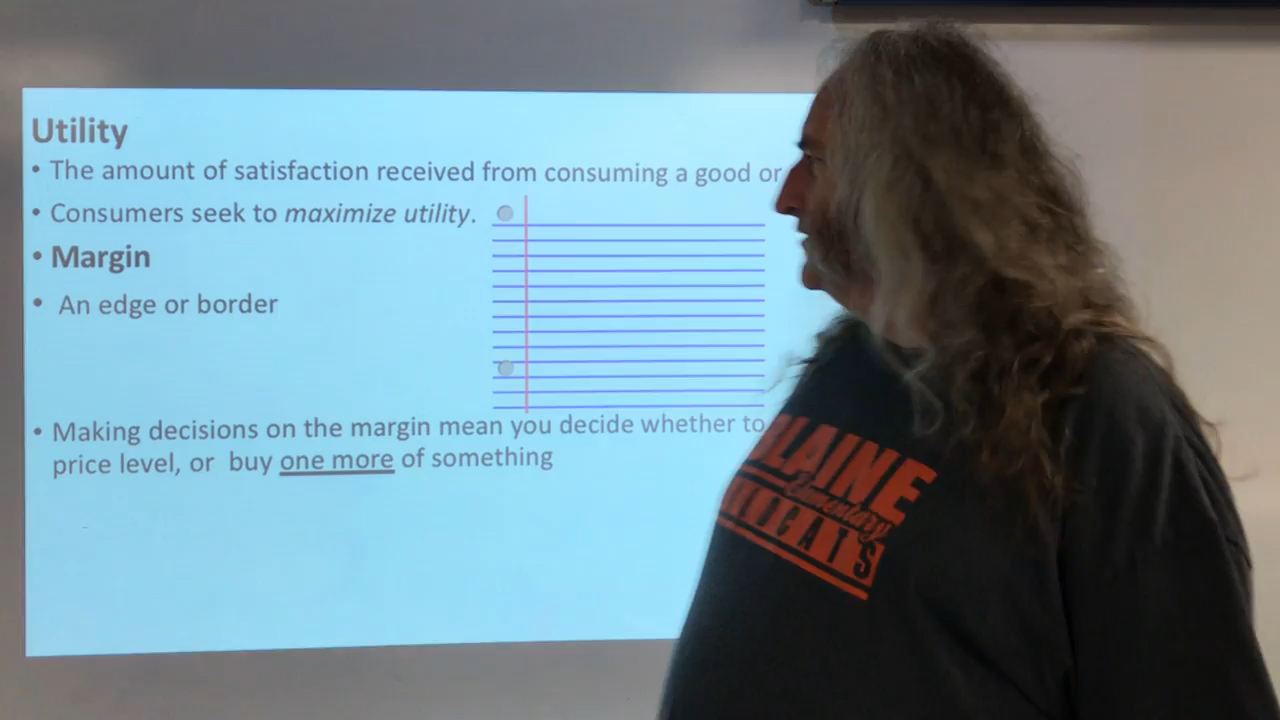 Utility
• The amount of satisfaction received from consuming a good or
• Consumers seek to maximize utility.
• Margin
• An edge or border
• Making decisions on the margin mean you decide whether to
price level, or buy one more of something
BLAINE
Elementary